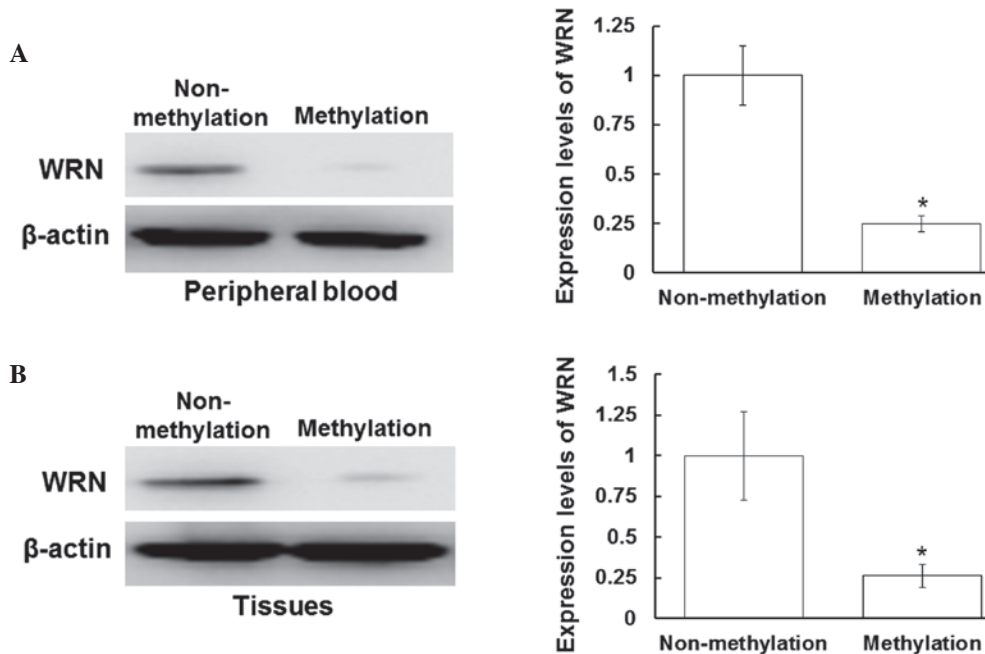 A
Non-
methylation Methylation
WRN
β-actin
Peripheral blood
Expression levels of WRN
1.25
1
0.75
0.5
0.25
0
*
Non-methylation Methylation
B
Non-
methylation Methylation
WRN
β-actin
Tissues
Expression levels of WRN
1.5
1.25
1
0.75
0.5
0.25
0
*
Non-methylation Methylation